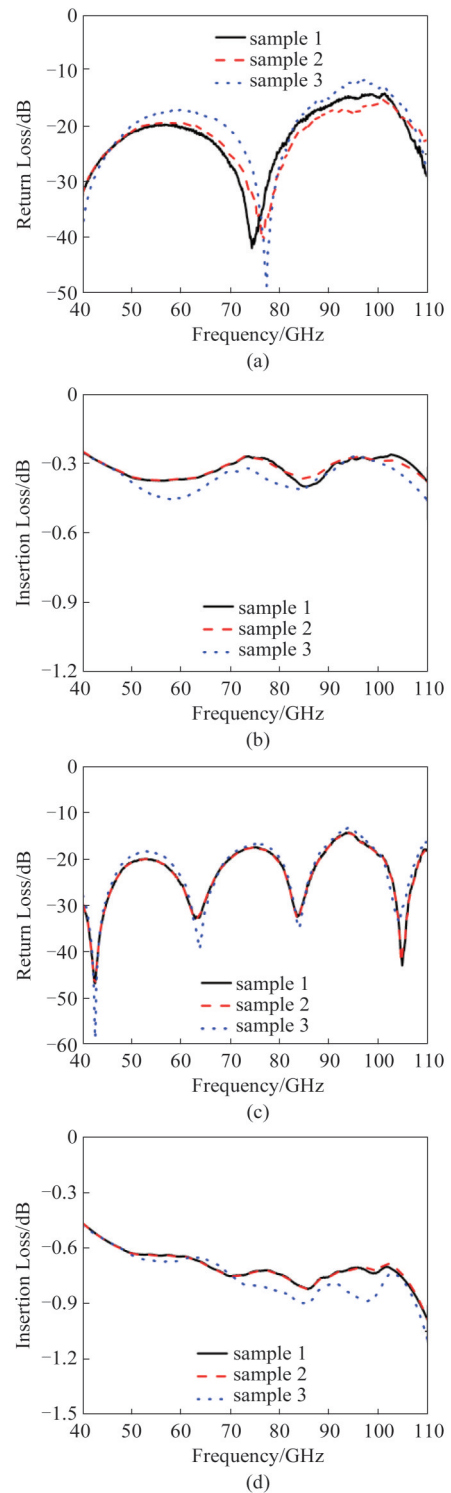 0
−10
−20
−30
−40
−50
Return Loss/dB
sample 1
sample 2
sample 3
40 50 60 70 80 90 100 110
Frequency/GHz
(a)
0
−0.3
−0.6
−0.9
−1.2
Insertion Loss/dB
sample 1
sample 2
sample 3
40 50 60 70 80 90 100 110
Frequency/GHz
(b)
0
−10
−20
−30
−40
−50
−60
Return Loss/dB
sample 1
sample 2
sample 3
40 50 60 70 80 90 100 110
Frequency/GHz
(c)
0
−0.3
−0.6
−0.9
−1.2
−1.5
Insertion Loss/dB
sample 1
sample 2
sample 3
40 50 60 70 80 90 100 110
Frequency/GHz
(d)